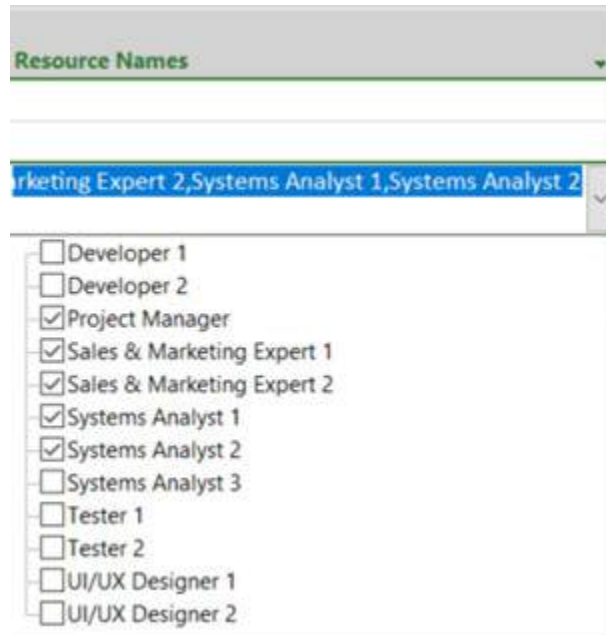 Resource Names
rketing Expert 2,Systems Analyst 1,Systems Analyst 2
Developer 1
Developer 2
Project Manager
Sales & Marketing Expert 1
Sales & Marketing Expert 2
Systems Analyst 1
Systems Analyst 2
Systems Analyst 3
Tester 1
Tester 2
UI/UX Designer 1
UI/UX Designer 2